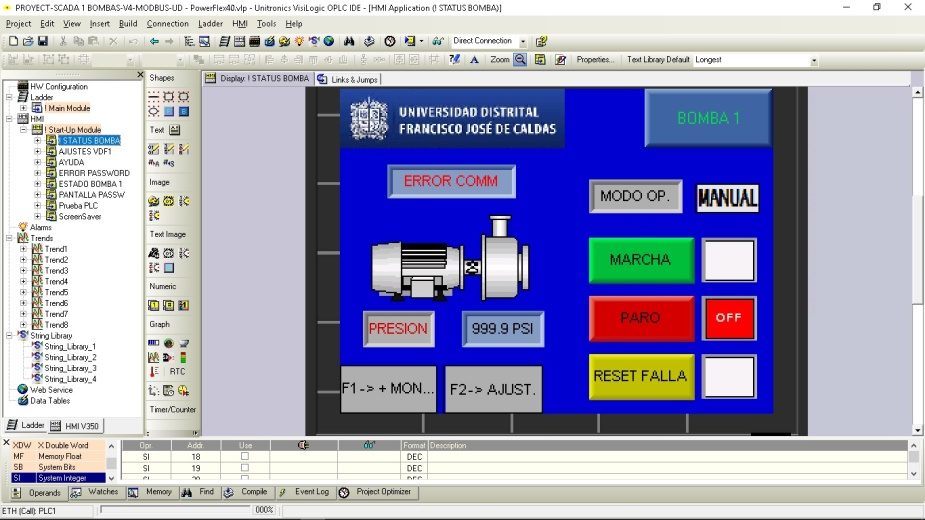 PROYECT-SCADA 1 BOMBAS-V4-MODBUS-UD - PowerFlex40.vlp - Unitronics VisiLogic OPLC IDE - [HMI Application (! STATUS BOMBA)]
Project Edit View Insert Build Connection Ladder HMI Tools Help
Direct Connection
Zoom Properties... Text Library Default Longest
HW Configuration
Ladder
! Main Module
HMI
! Start-Up Module
! STATUS BOMBA
AJUSTES VDF1
AYUDA
ERROR PASSWORD
ESTADO BOMBA 1
PANTALLA PASSW
Prueba PLC
ScreenSaver
Alarms
Trends
Trend1
Trend2
Trend3
Trend4
Trend5
Trend6
Trend7
Trend8
String Library
String_Library_1
String_Library_2
String_Library_3
String_Library_4
Web Service
Data Tables
Ladder HMI V350
Shapes
Text
Image
Text Image
Numeric
Graph
RTC
Timer/Counter
Display: ! STATUS BOMBA Links & Jumps
UNIVERSIDAD DISTRITAL
FRANCISCO JOSÉ DE CALDAS
BOMBA 1
ERROR COMM
MODO OP. MANUAL
MARCHA
PRESION 999.9 PSI
PARO OFF
F1 -> + MON... F2-> AJUST.
RESET FALLA
XDW X Double Word
MF Memory Float
SB System Bits
SI System Integer
Opr. Addr. Use Format Description
SI 18 DEC
SI 19 DEC
SI 20 DEC
Operands Watches Memory Find Compile Event Log Project Optimizer
ETH (Call): PLC1 000%